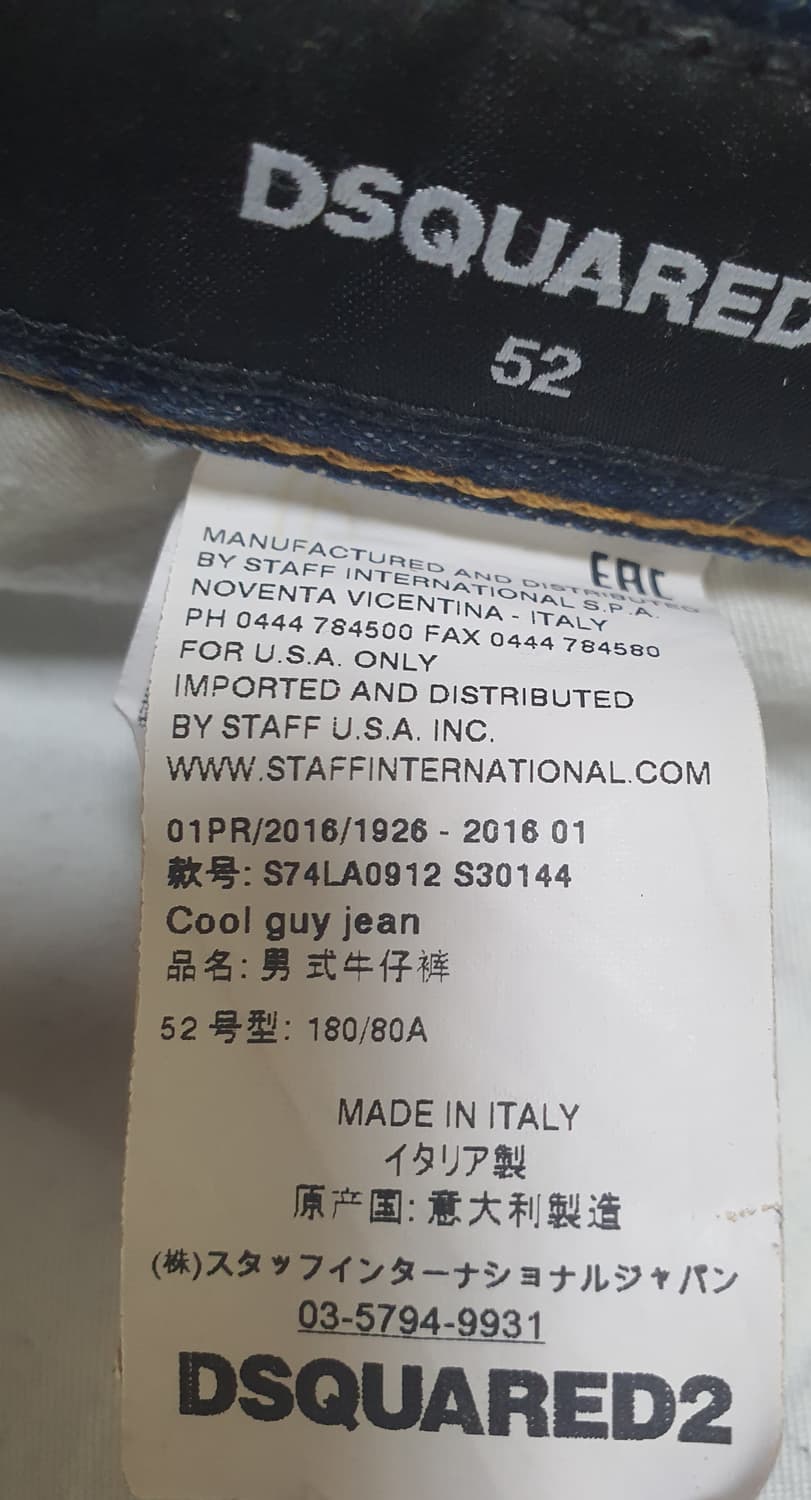 DSQUARED
52
EAC
MANUFACTURED AND DISTRIBUTED
BY STAFF INTERNATIONAL S.P.A.
NOVENTA VICENTINA - ITALY
PH 0444 784500 FAX 0444 784580
FOR U.S.A. ONLY
IMPORTED AND DISTRIBUTED
BY STAFF U.S.A. INC.
WWW.STAFFINTERNATIONAL.COM
01PR/2016/1926 - 2016 01
款号: S74LA0912 S30144
Cool guy jean
品名: 男式牛仔裤
52 号型: 180/80A
MADE IN ITALY
イタリア製
原产国: 意大利製造
(株)スタッフインターナショナルジャパン
03-5794-9931
DSQUARED2